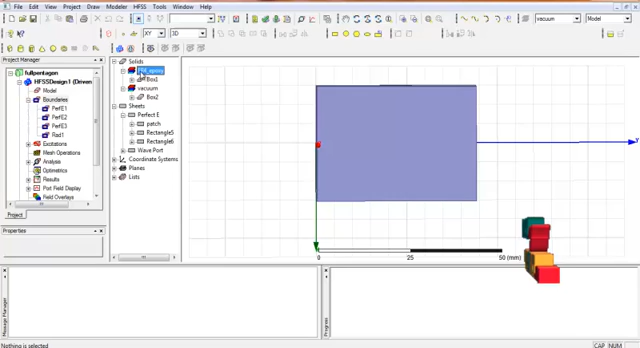 File Edit View Project Draw Modeler HFSS Tools Window Help
vacuum Model
XY 3D
Project Manager
fullpentagon
HFSSDesign1 (Driven
Model
Boundaries
PerfE1
PerfE2
PerfE3
Rad1
Excitations
Mesh Operations
Analysis
Optimetrics
Results
Port Field Display
Field Overlays
Project
Properties
Solids
epoxy
Box1
vacuum
Box2
Sheets
Perfect E
patch
Rectangle5
Rectangle6
Wave Port
Coordinate Systems
Planes
Lists
Y
0 25 50 (mm)
Message Manager
Progress
Nothing is selected
CAP NUM